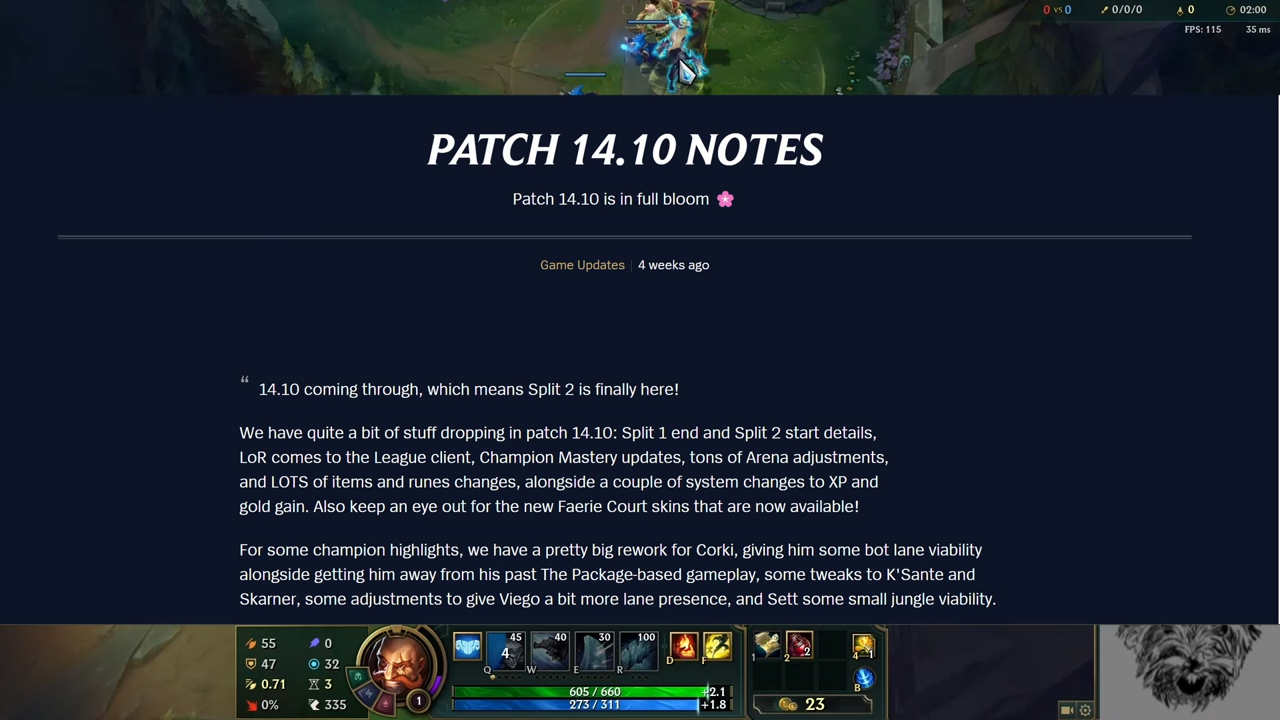 0 vs 0 0/0/0 0 02:00
FPS: 115 35 ms
PATCH 14.10 NOTES
Patch 14.10 is in full bloom 🌸
Game Updates | 4 weeks ago
“ 14.10 coming through, which means Split 2 is finally here!
We have quite a bit of stuff dropping in patch 14.10: Split 1 end and Split 2 start details,
LoR comes to the League client, Champion Mastery updates, tons of Arena adjustments,
and LOTS of items and runes changes, alongside a couple of system changes to XP and
gold gain. Also keep an eye out for the new Faerie Court skins that are now available!
For some champion highlights, we have a pretty big rework for Corki, giving him some bot lane viability
alongside getting him away from his past The Package-based gameplay, some tweaks to K'Sante and
Skarner, some adjustments to give Viego a bit more lane presence, and Sett some small jungle viability.
55 0
47 32
0.71 3
0% 335
1
45 40 30 100
4
Q W E R D F
605 / 660 +2.1
273 / 311 +1.8
1 2 2 4 1
B
23